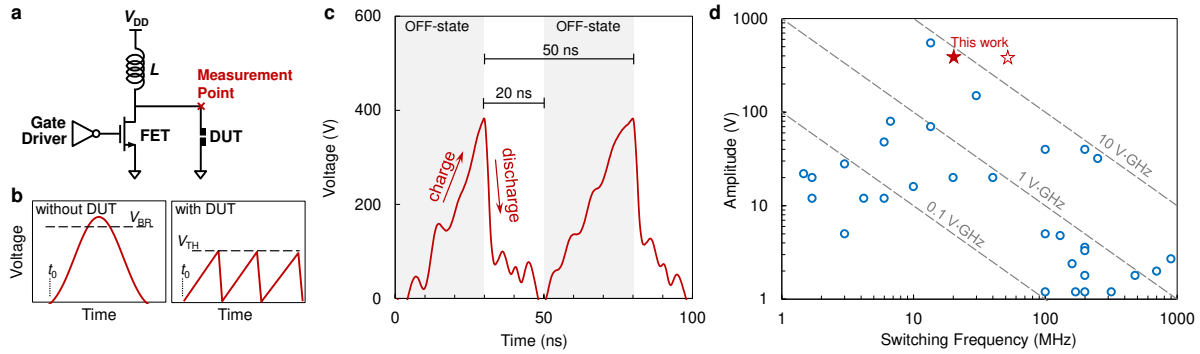 a
V_DD
L
Measurement
Point
Gate
Driver
FET
DUT
b
without DUT
V_BR
t_0
Voltage
Time
with DUT
V_TH
t_0
Time
c
OFF-state
OFF-state
50 ns
20 ns
charge
discharge
Voltage (V)
600
400
200
0
0
50
100
Time (ns)
d
This work
10 V·GHz
1 V·GHz
0.1 V·GHz
Amplitude (V)
1000
100
10
1
1
10
100
1000
Switching Frequency (MHz)